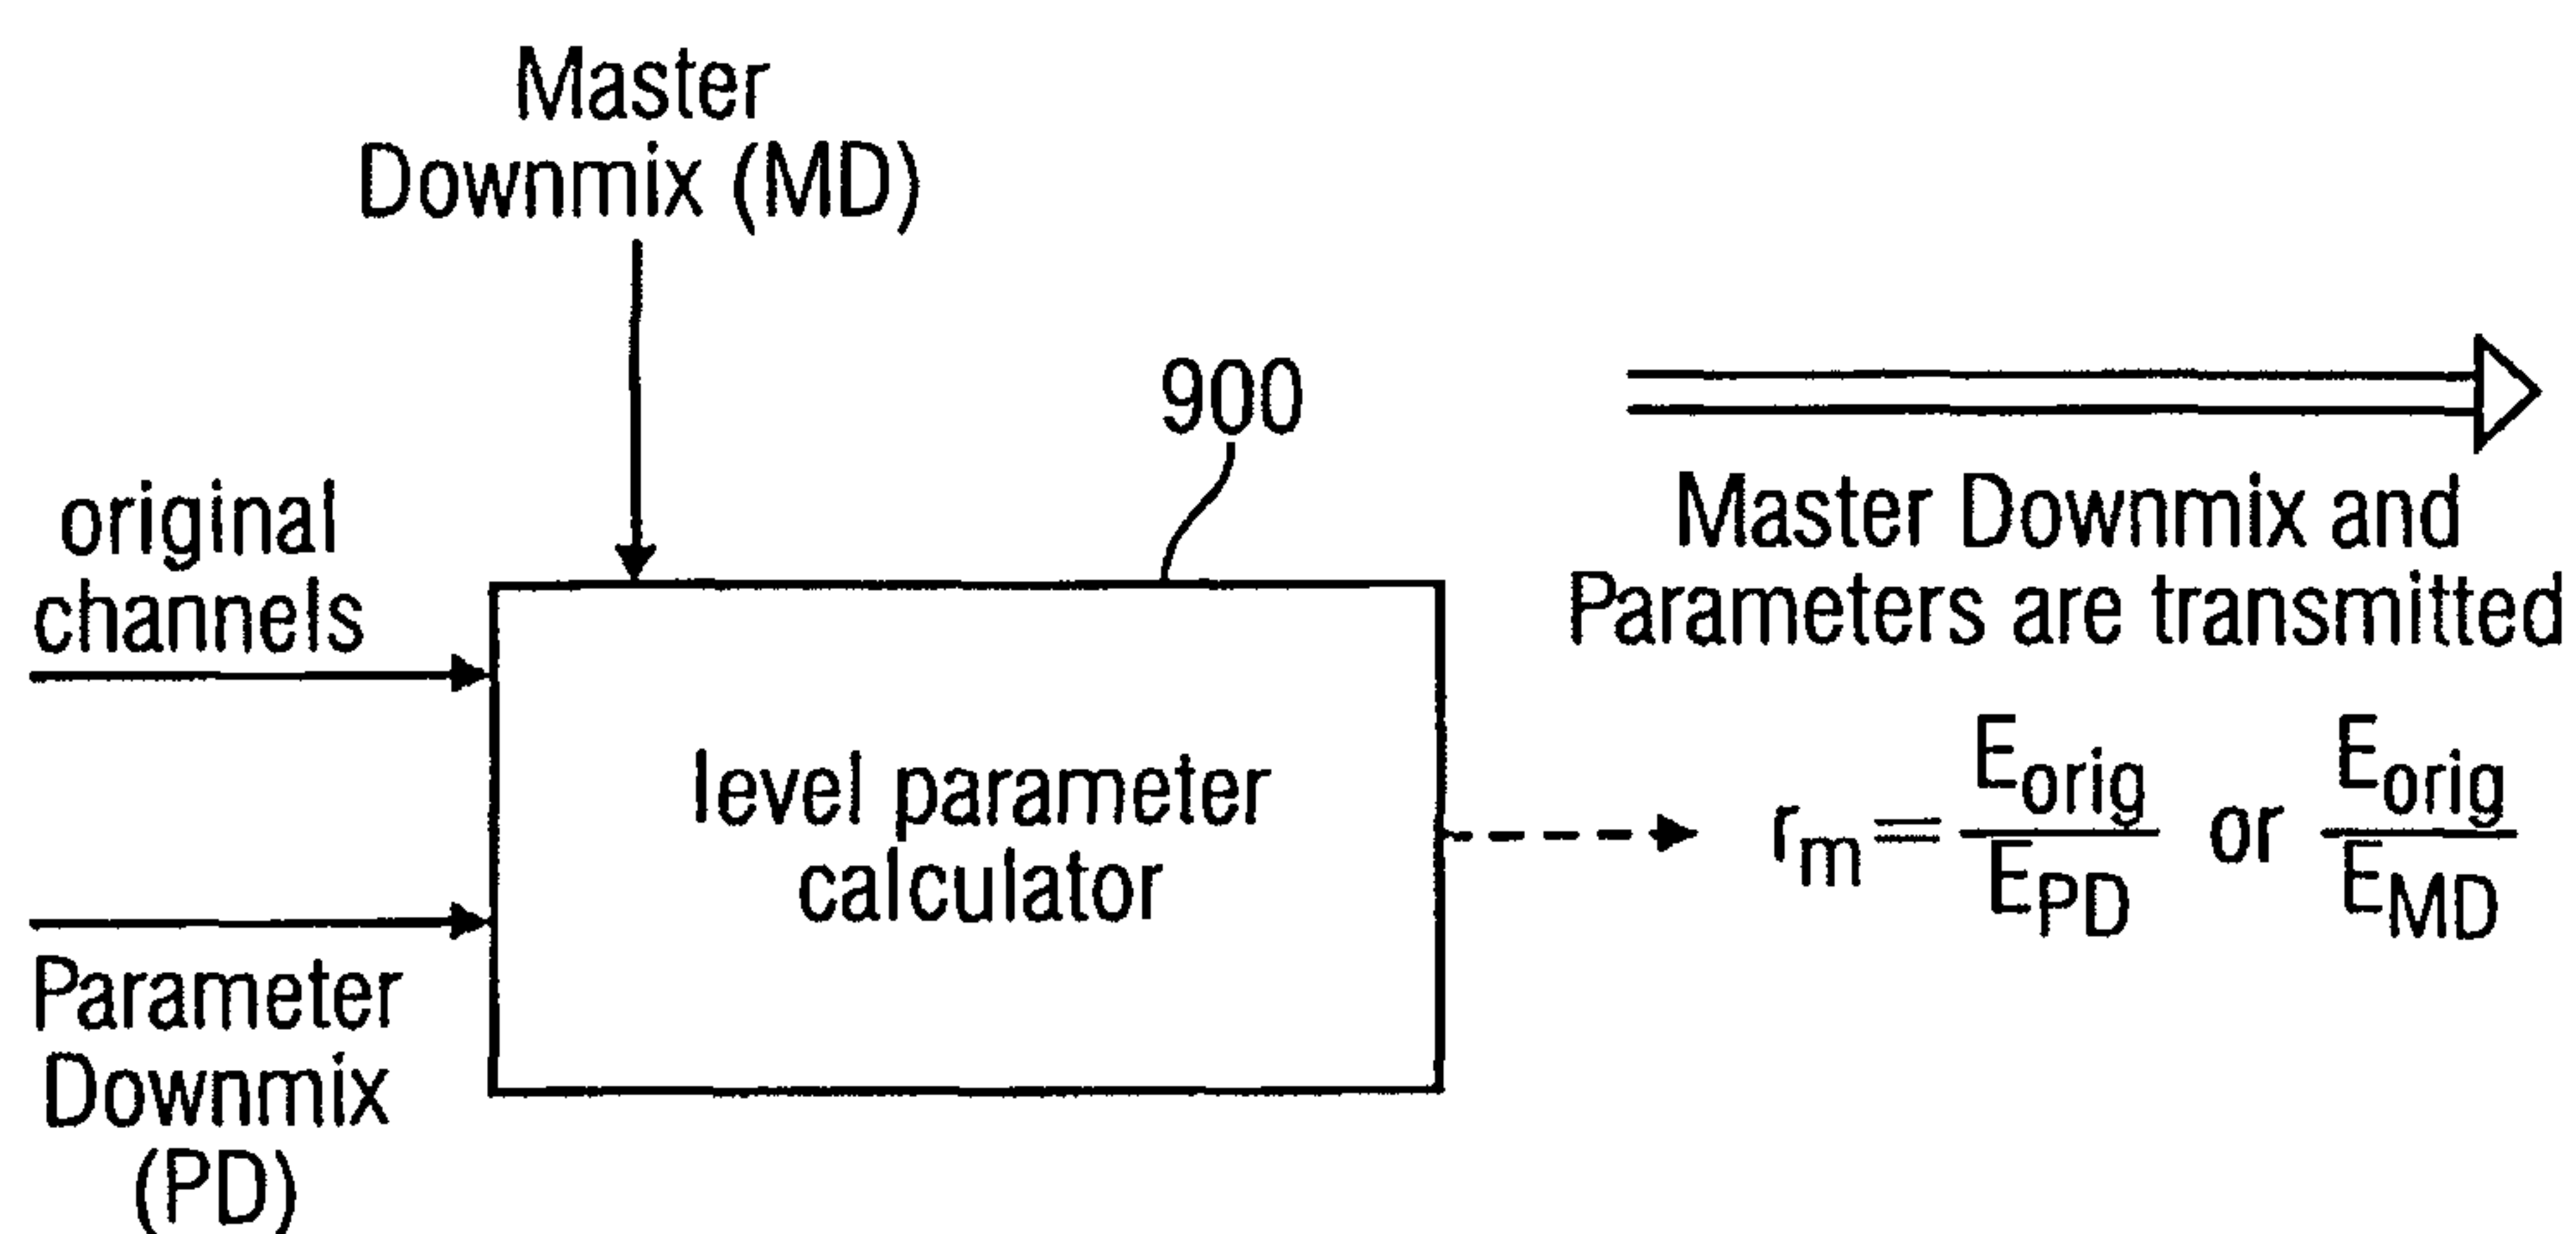 Master
Downmix (MD)
900
original
channels
Master Downmix and
Parameters are transmitted
level parameter
calculator
r_m = E_orig/E_PD or E_orig/E_MD
Parameter
Downmix
(PD)